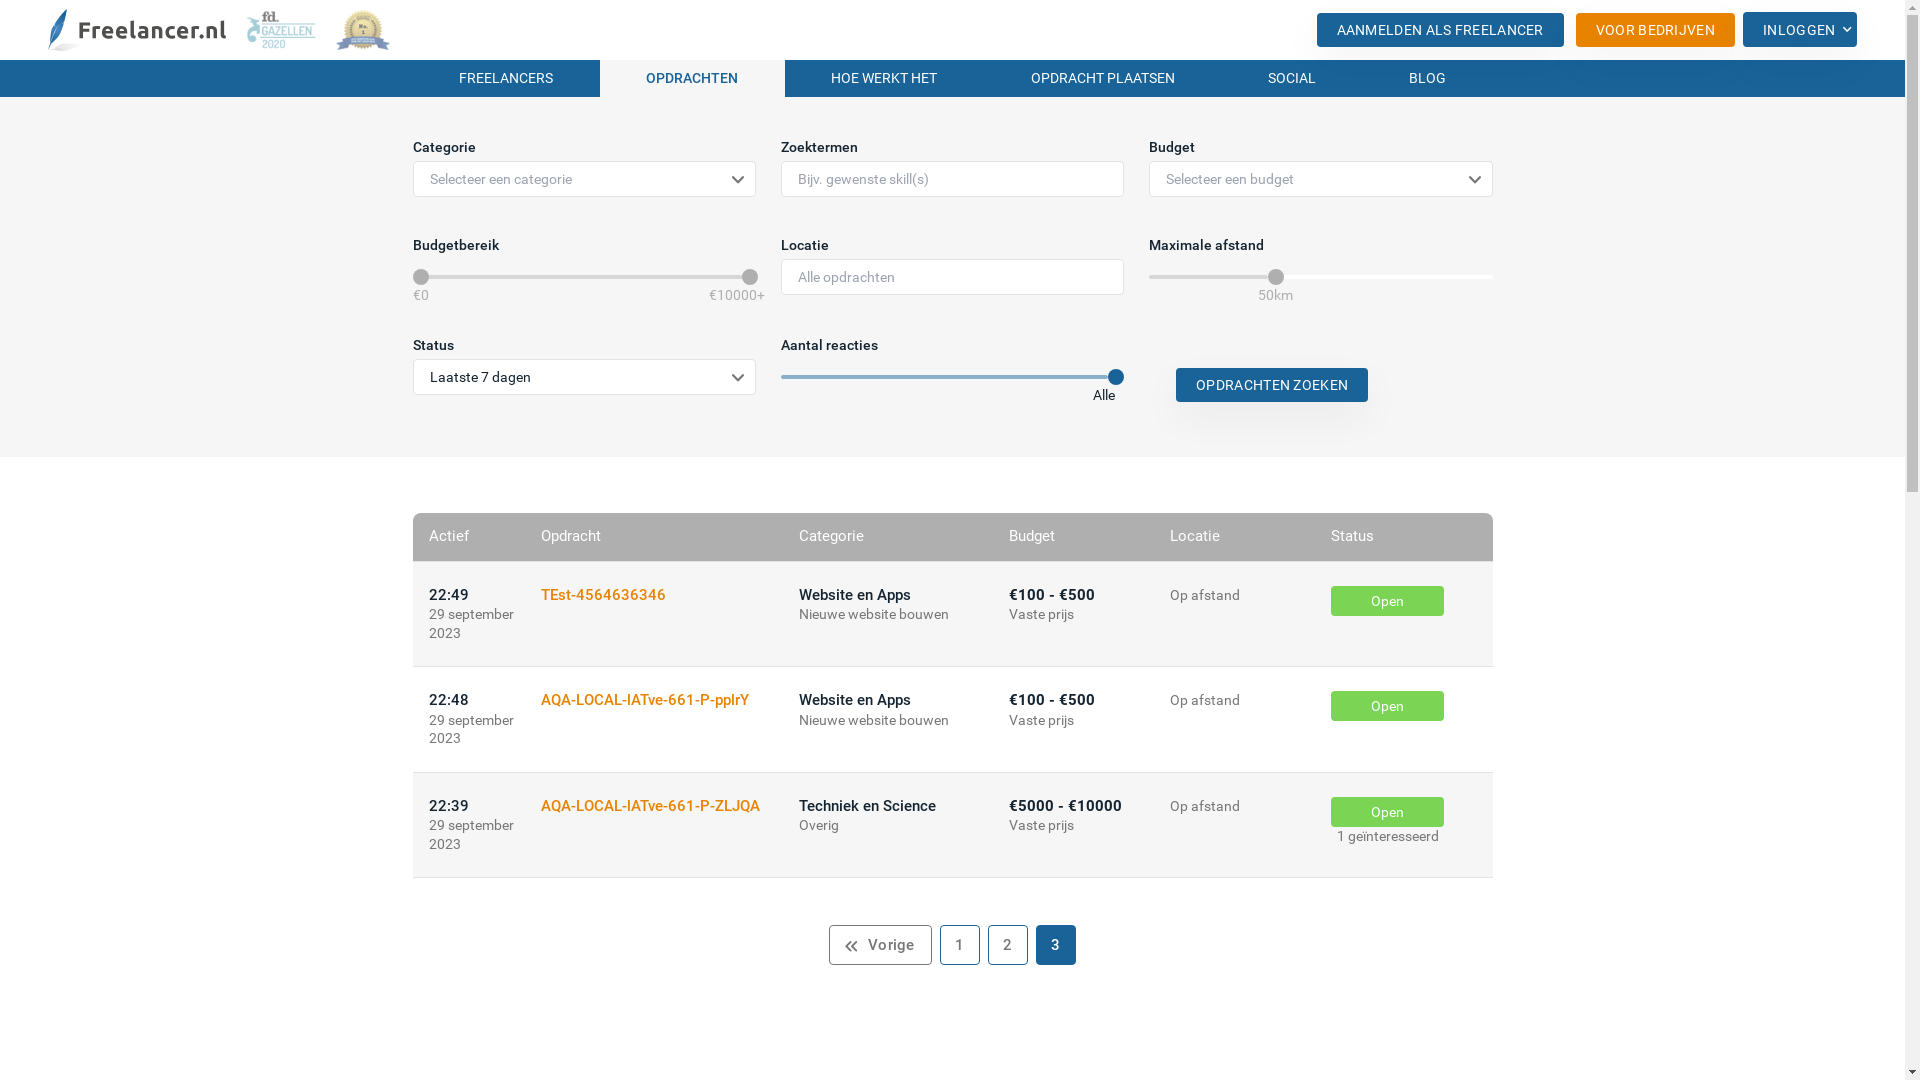 Freelancer.nl
fd.
GAZELLEN
2020
AANMELDEN ALS FREELANCER
VOOR BEDRIJVEN
INLOGGEN
FREELANCERS
OPDRACHTEN
HOE WERKT HET
OPDRACHT PLAATSEN
SOCIAL
BLOG
Categorie
Zoektermen
Budget
Selecteer een categorie
Bijv. gewenste skill(s)
Selecteer een budget
Budgetbereik
Locatie
Maximale afstand
Alle opdrachten
€0
€10000+
50km
Status
Aantal reacties
Laatste 7 dagen
Alle
OPDRACHTEN ZOEKEN
Actief
Opdracht
Categorie
Budget
Locatie
Status
22:49
29 september
2023
TEst-4564636346
Website en Apps
Nieuwe website bouwen
€100 - €500
Vaste prijs
Op afstand
Open
22:48
29 september
2023
AQA-LOCAL-lATve-661-P-pplrY
Website en Apps
Nieuwe website bouwen
€100 - €500
Vaste prijs
Op afstand
Open
22:39
29 september
2023
AQA-LOCAL-lATve-661-P-ZLJQA
Techniek en Science
Overig
€5000 - €10000
Vaste prijs
Op afstand
Open
1 geïnteresseerd
Vorige
1
2
3